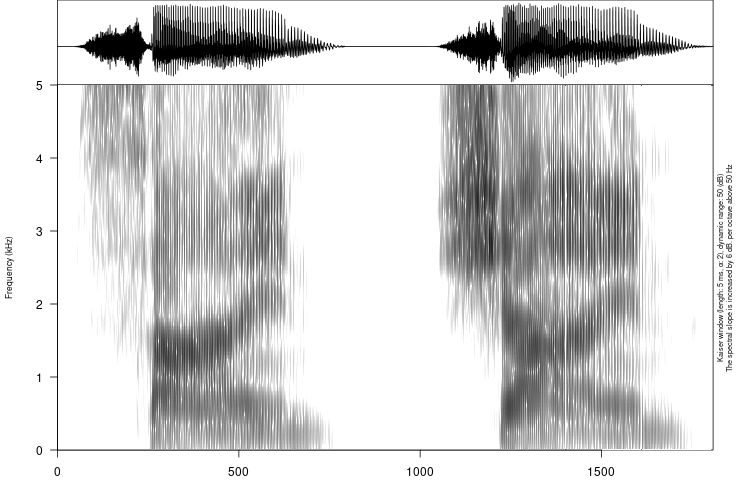 5
4
3
2
1
0
Frequency (kHz)
0 500 1000 1500
Kaiser window (length: 5 ms, α: 2), dynamic range: 50 (dB)
The spectral slope is increased by 6 dB. per octave above 50 Hz